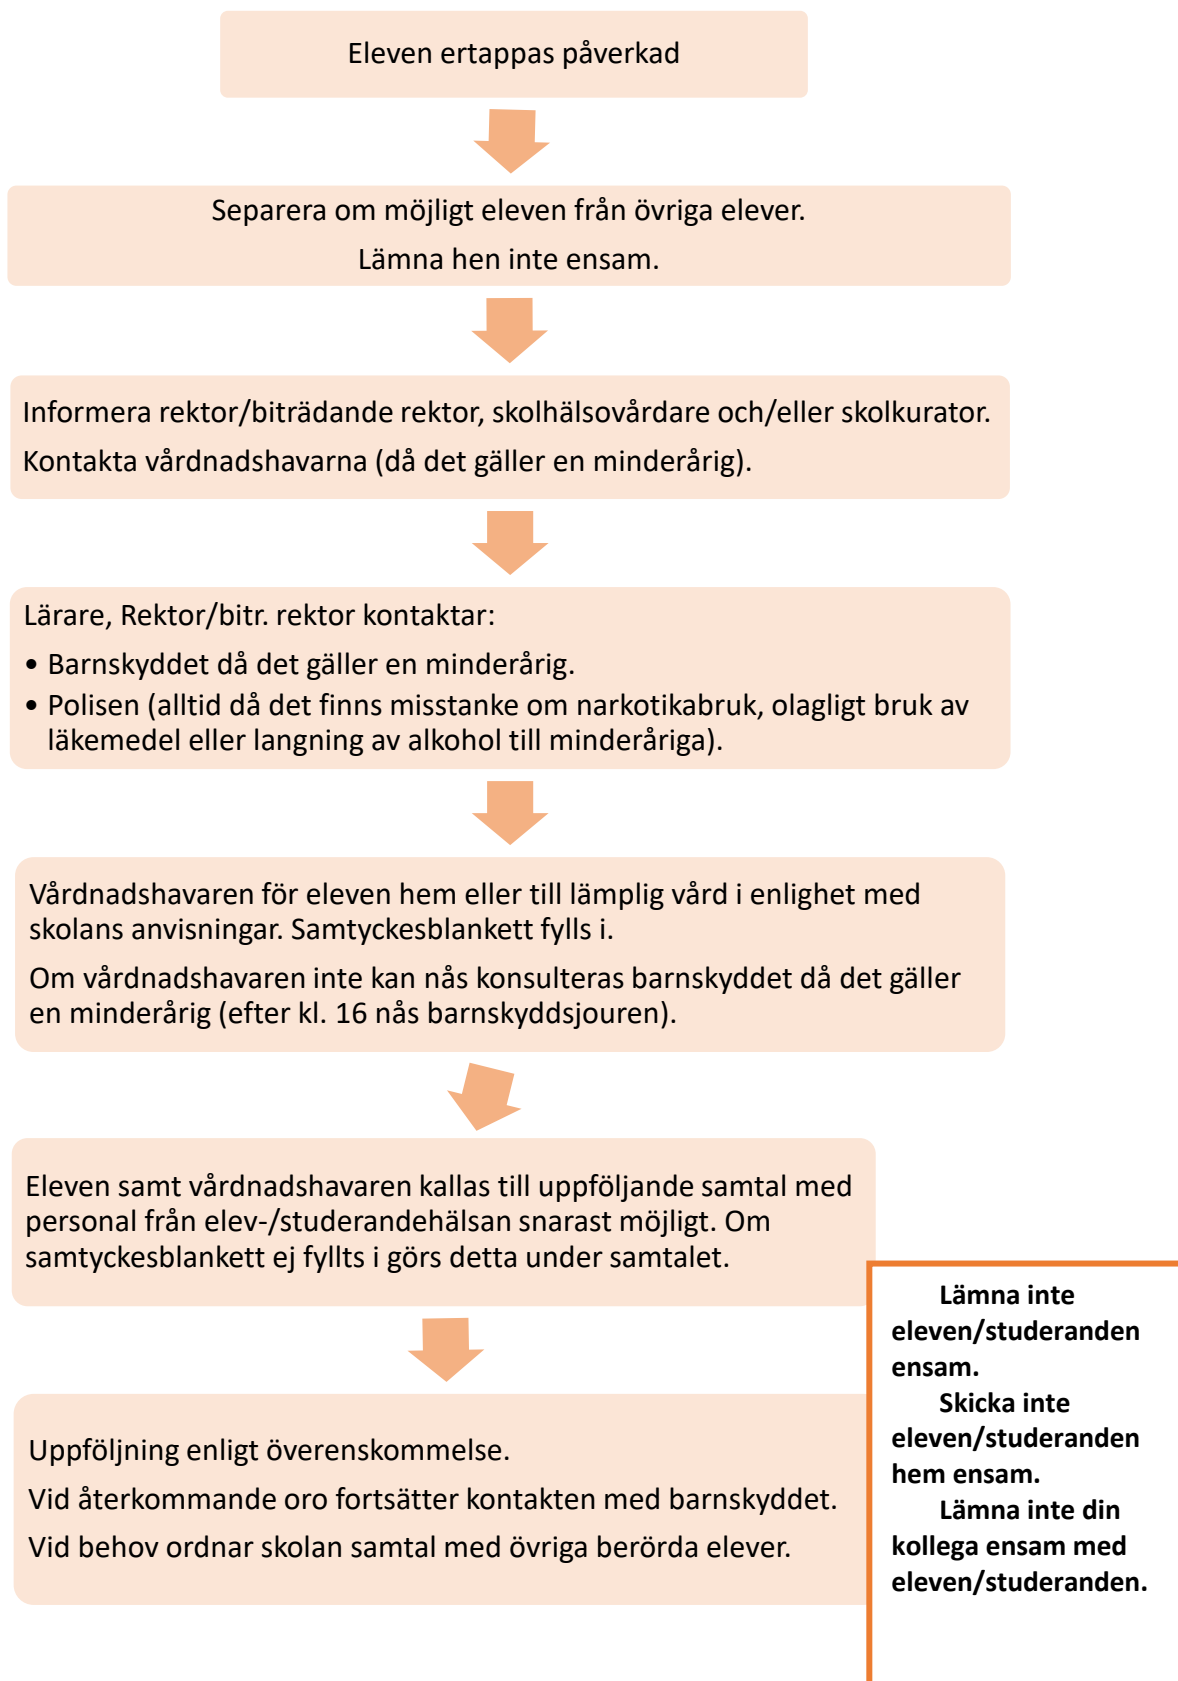 Eleven ertappas påverkad
Separera om möjligt eleven från övriga elever.
Lämna hen inte ensam.
Informera rektor/biträdande rektor, skolhälsovårdare och/eller skolkurator.
Kontakta vårdnadshavarna (då det gäller en minderårig).
Lärare, Rektor/bitr. rektor kontaktar:
• Barnskyddet då det gäller en minderårig.
• Polisen (alltid då det finns misstanke om narkotikabruk, olagligt bruk av
läkemedel eller langning av alkohol till minderåriga).
Vårdnadshavaren för eleven hem eller till lämplig vård i enlighet med
skolans anvisningar. Samtyckesblankett fylls i.
Om vårdnadshavaren inte kan nås konsulteras barnskyddet då det gäller
en minderårig (efter kl. 16 nås barnskyddsjouren).
Eleven samt vårdnadshavaren kallas till uppföljande samtal med
personal från elev-/studerandehälsan snarast möjligt. Om
samtyckesblankett ej fyllts i görs detta under samtalet.
Uppföljning enligt överenskommelse.
Vid återkommande oro fortsätter kontakten med barnskyddet.
Vid behov ordnar skolan samtal med övriga berörda elever.
Lämna inte
eleven/studeranden
ensam.
Skicka inte
eleven/studeranden
hem ensam.
Lämna inte din
kollega ensam med
eleven/studeranden.